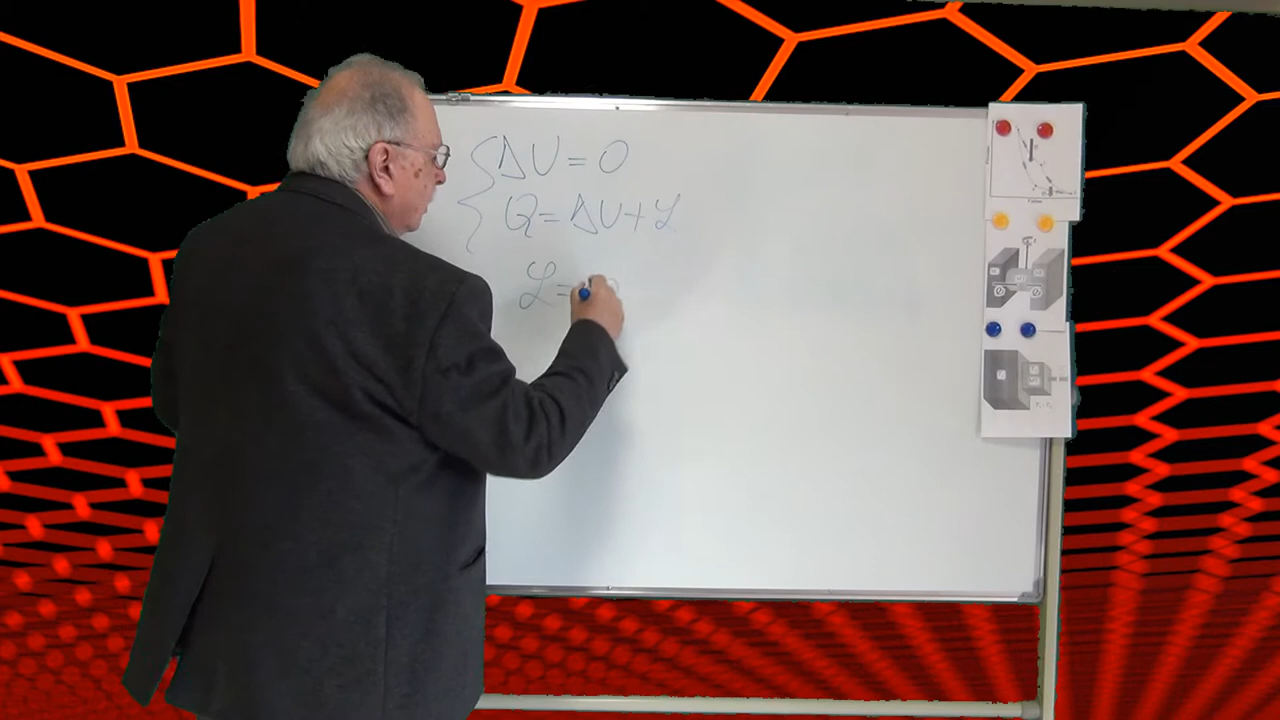 ΔU = 0
Q = ΔU + ℒ
ℒ =